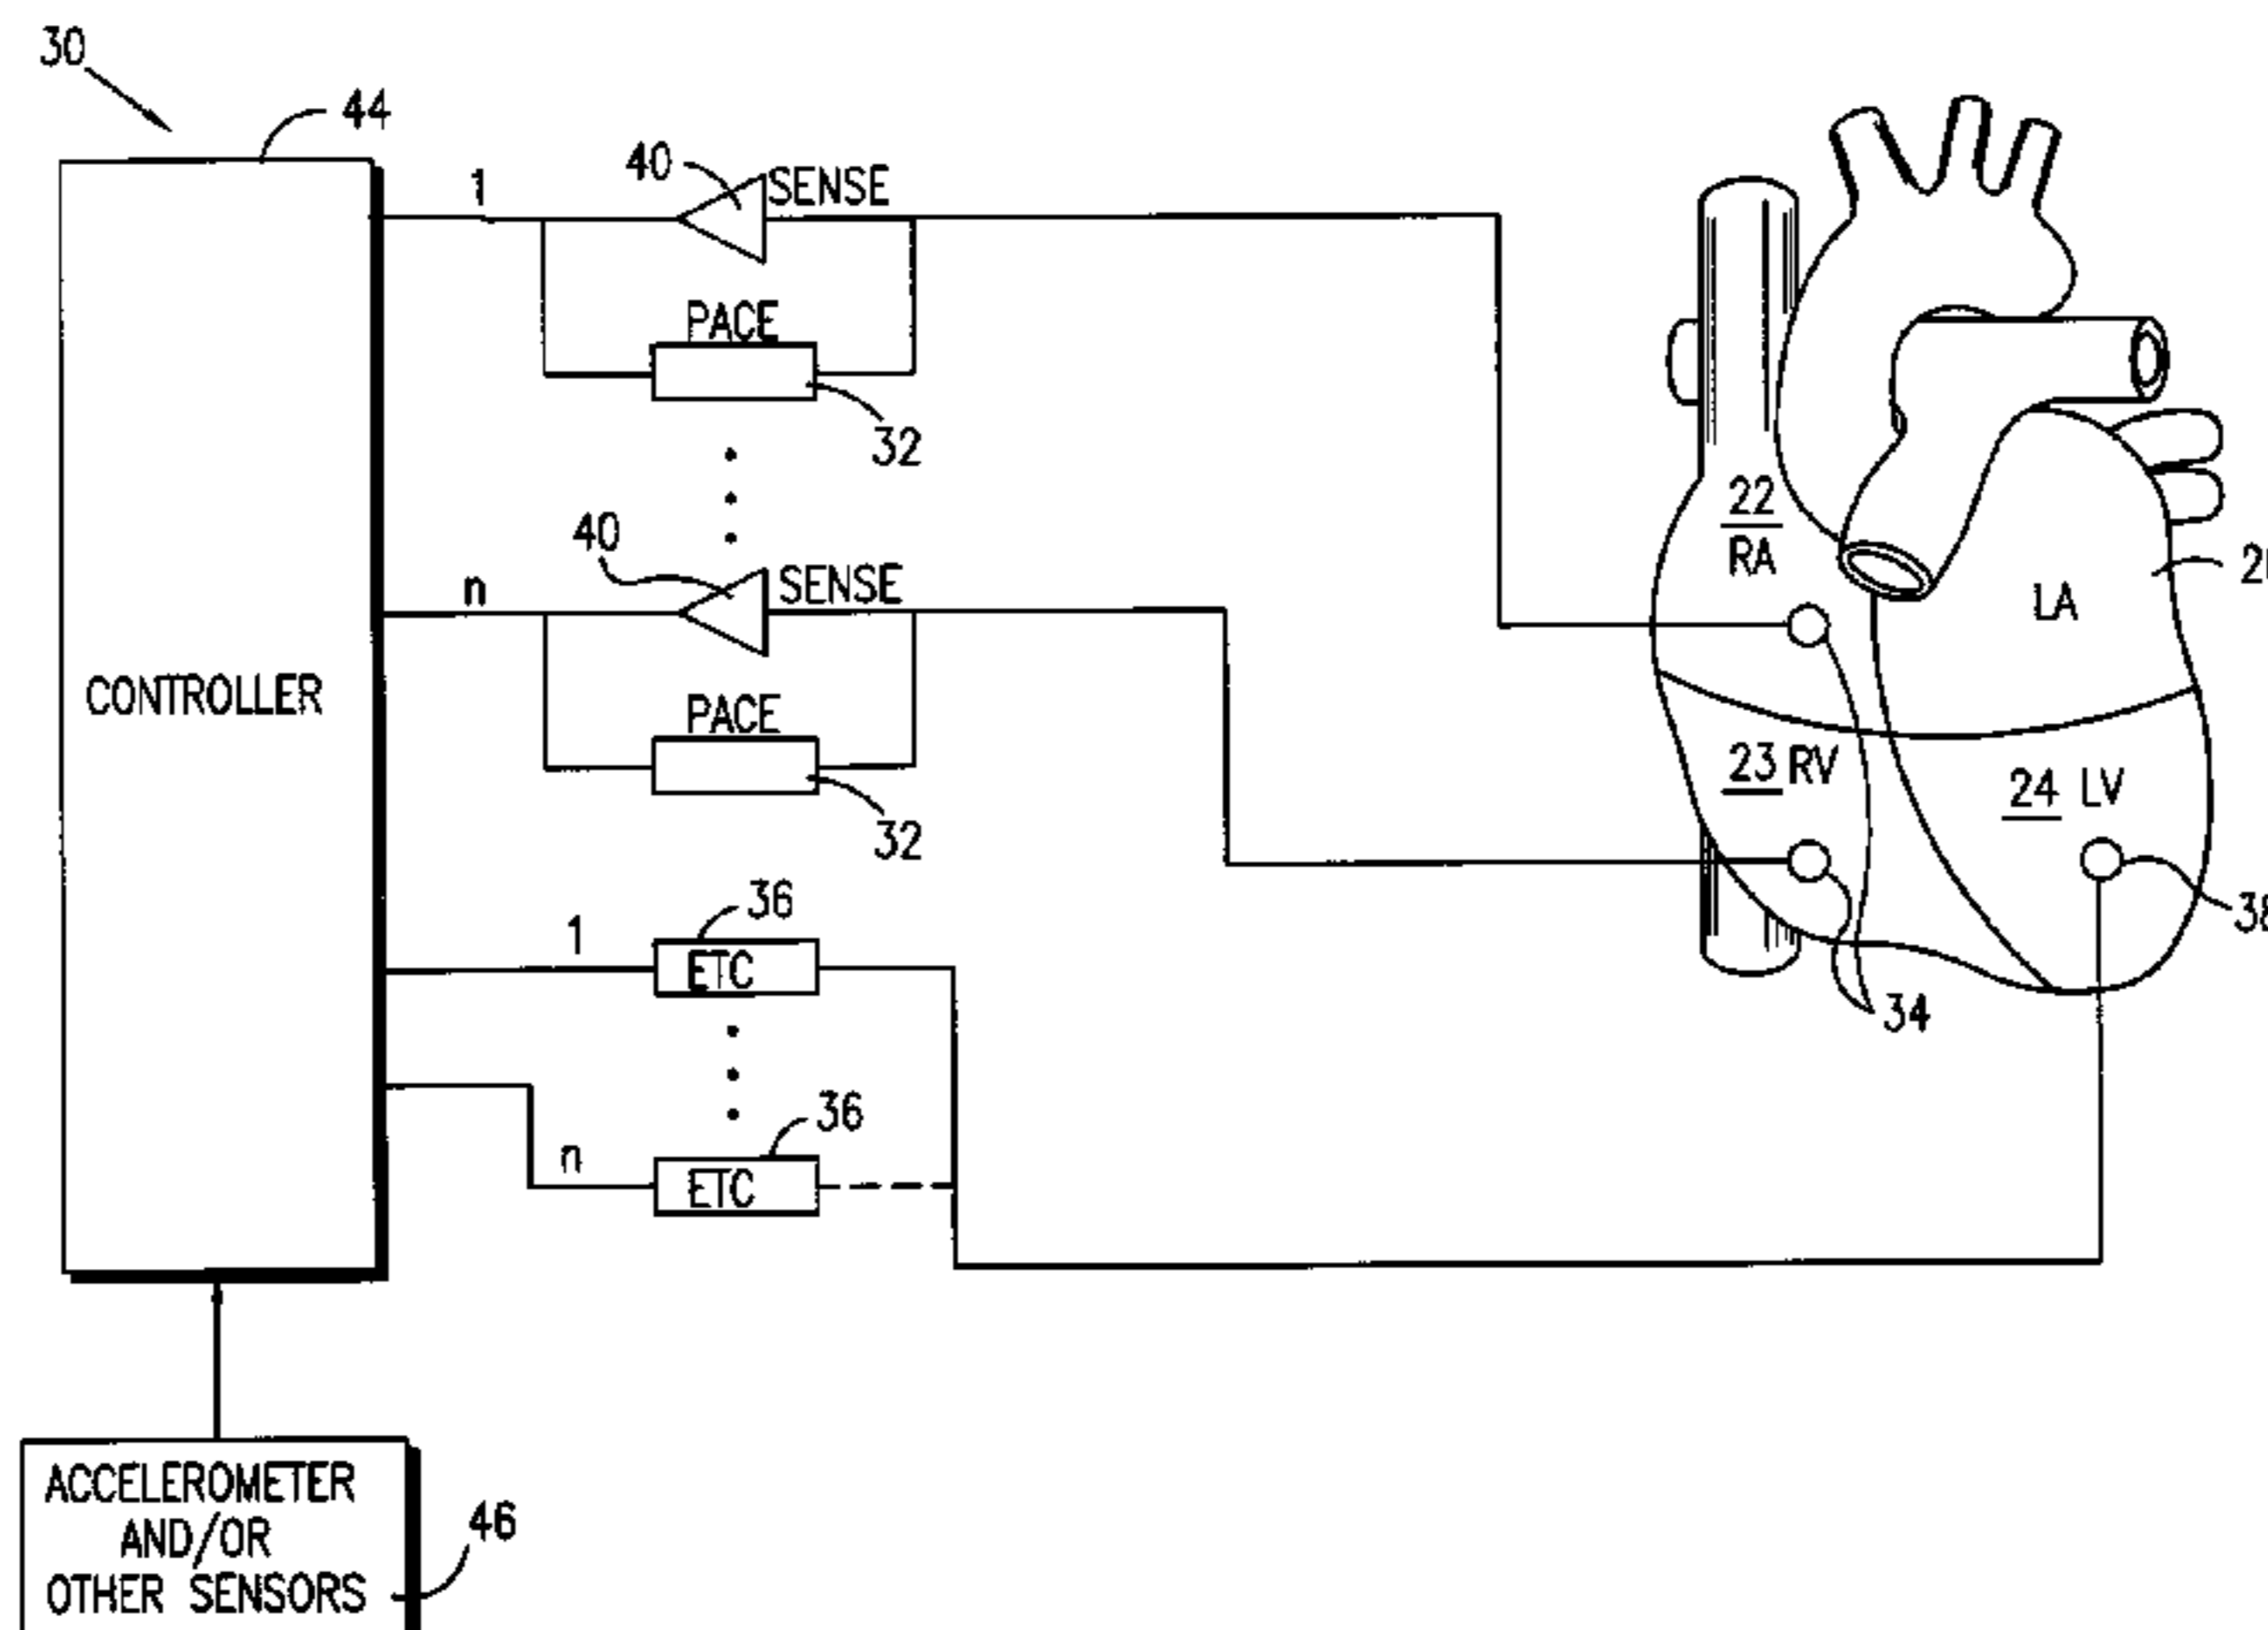 30
44
1
40
SENSE
PACE
32
22
RA
40
n
SENSE
LA
PACE
32
23 RV
24 LV
CONTROLLER
36
1
ETC
34
36
n
ETC
ACCELEROMETER
AND/OR
OTHER SENSORS
46